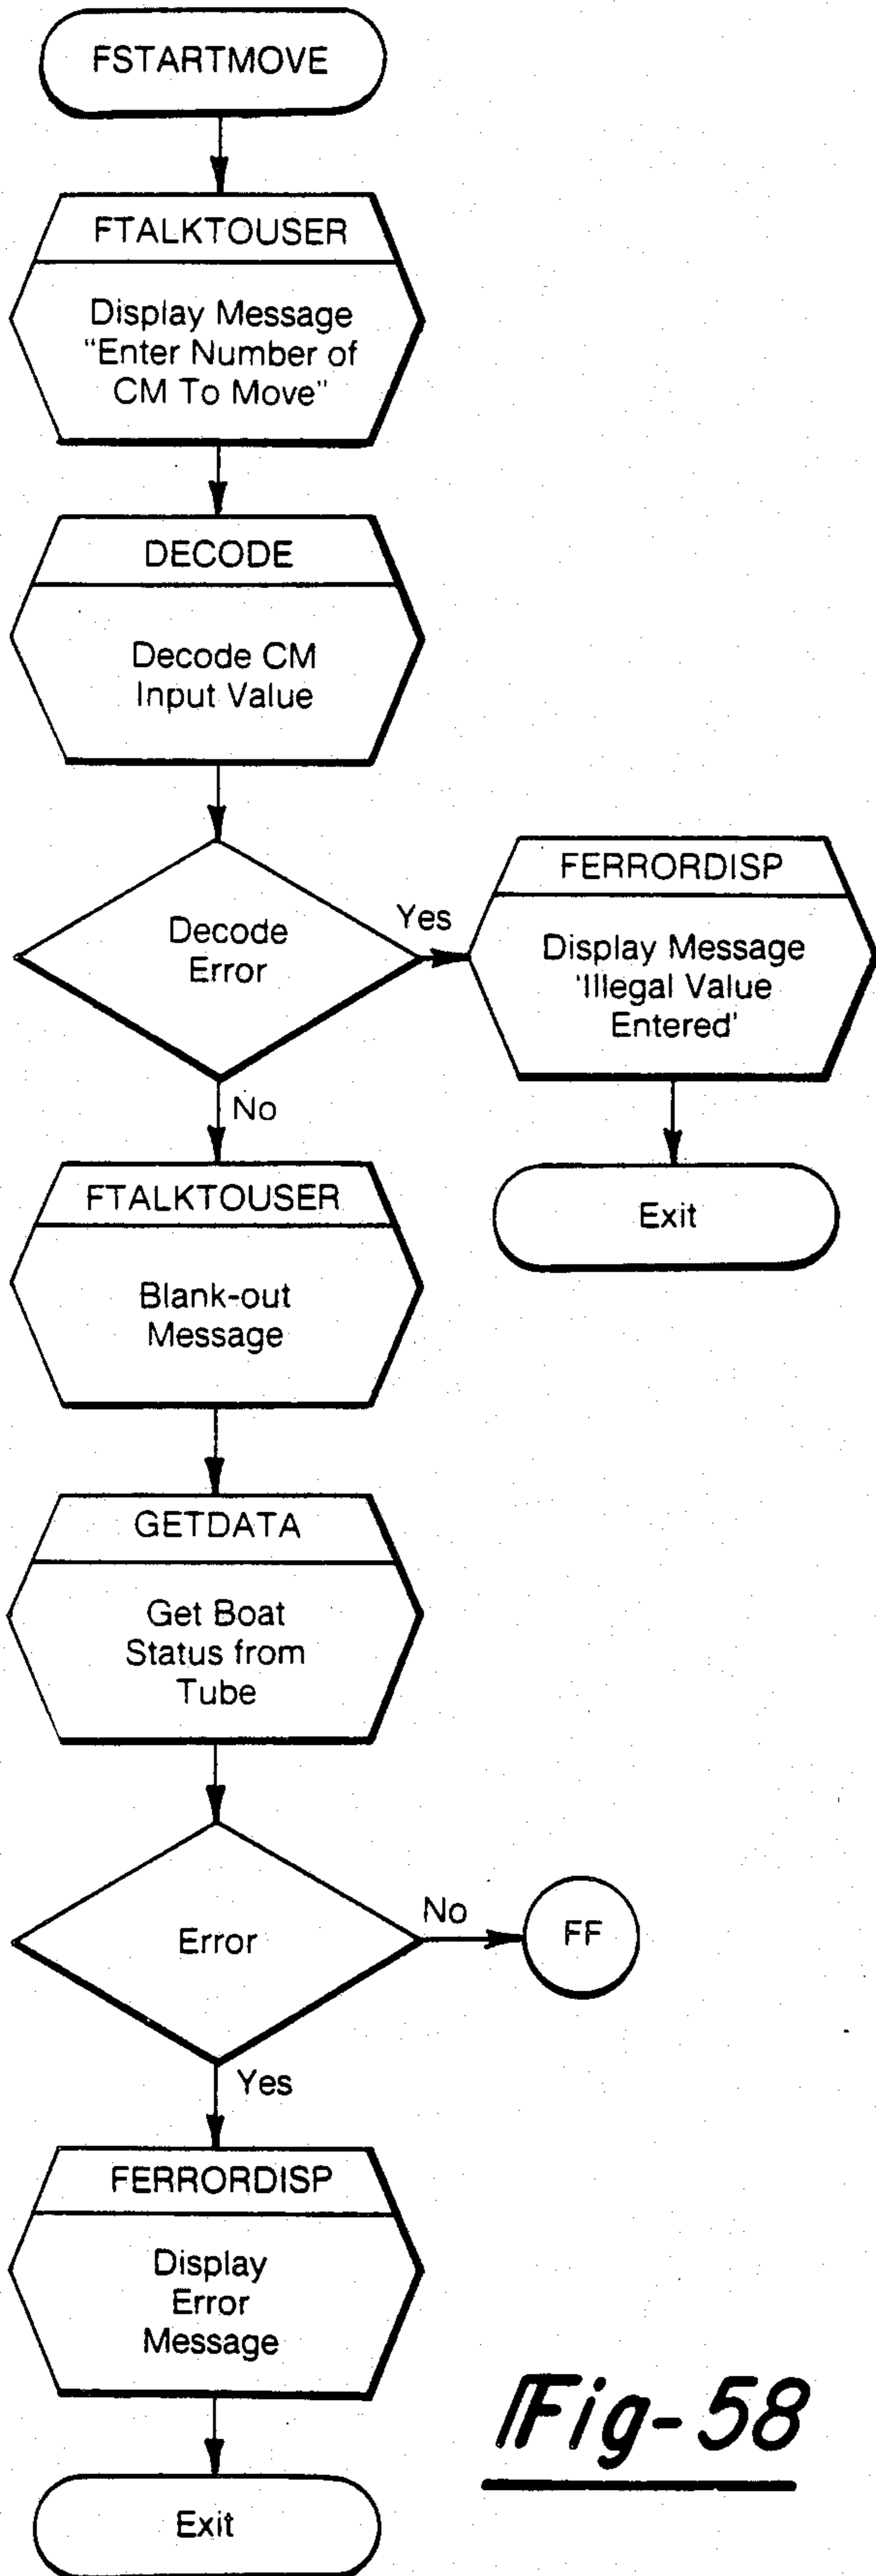 FSTARTMOVE
FTALKTOUSER
Display Message
"Enter Number of
CM To Move"
DECODE
Decode CM
Input Value
Decode
Error
Yes
FERRORDISP
Display Message
'Illegal Value
Entered'
Exit
No
FTALKTOUSER
Blank-out
Message
GETDATA
Get Boat
Status from
Tube
Error
No
FF
Yes
FERRORDISP
Display
Error
Message
Exit
Fig-58